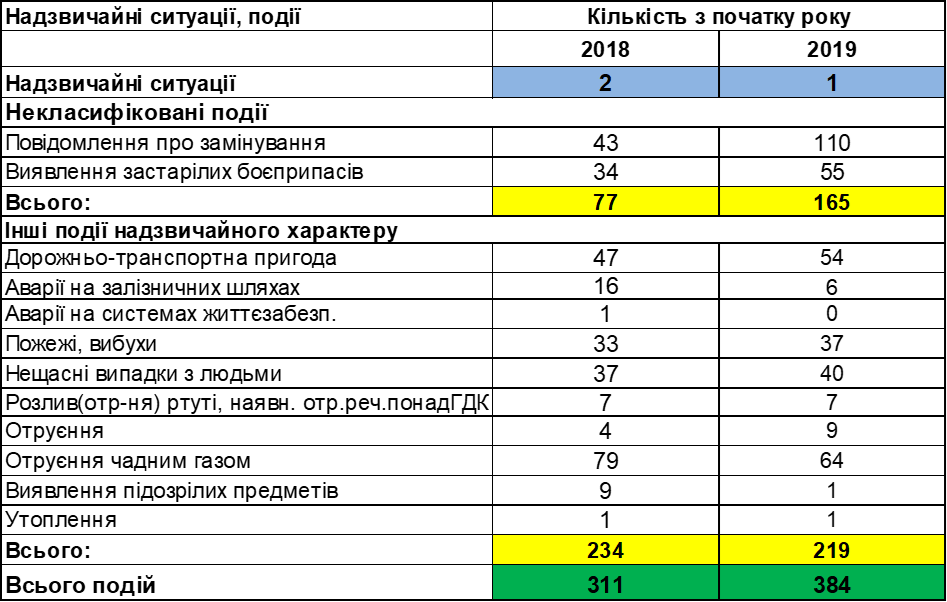 Надзвичайні ситуації, події Кількість з початку року
2018 2019
Надзвичайні ситуації 2 1
Некласифіковані події
Повідомлення про замінування 43 110
Виявлення застарілих боєприпасів 34 55
Всього: 77 165
Інші події надзвичайного характеру
Дорожньо-транспортна пригода 47 54
Аварії на залізничних шляхах 16 6
Аварії на системах життєзабезп. 1 0
Пожежі, вибухи 33 37
Нещасні випадки з людьми 37 40
Розлив(отр-ня) ртуті, наявн. отр.реч.понадГДК 7 7
Отруєння 4 9
Отруєння чадним газом 79 64
Виявлення підозрілих предметів 9 1
Утоплення 1 1
Всього: 234 219
Всього подій 311 384